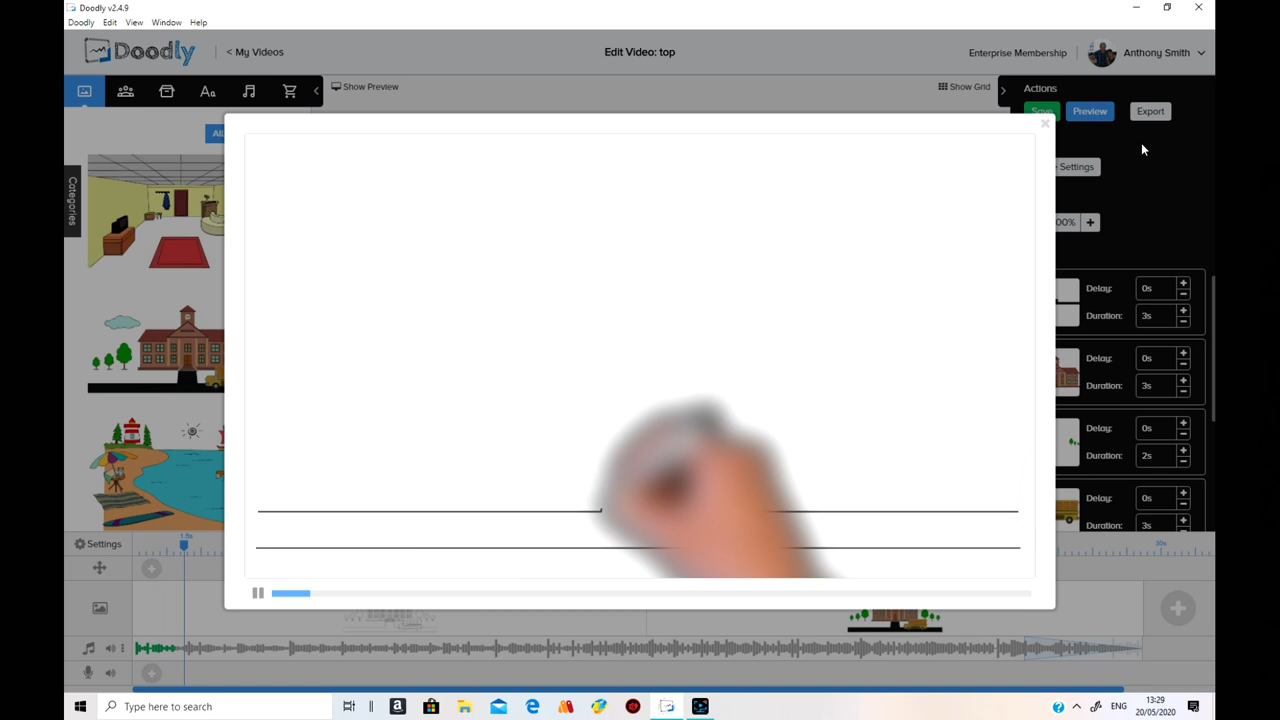 Doodly v2.4.9
Doodly Edit View Window Help
Doodly
< My Videos
Edit Video: top
Enterprise Membership
Anthony Smith
Show Preview
Show Grid
Actions
Save Preview Export
All
Settings
Categories
00%
Delay: 0s
Duration: 3s
Delay: 0s
Duration: 3s
Delay: 0s
Duration: 2s
Delay: 0s
Duration: 3s
Settings
1.5s
30s
Type here to search
ENG
13:29
20/05/2020